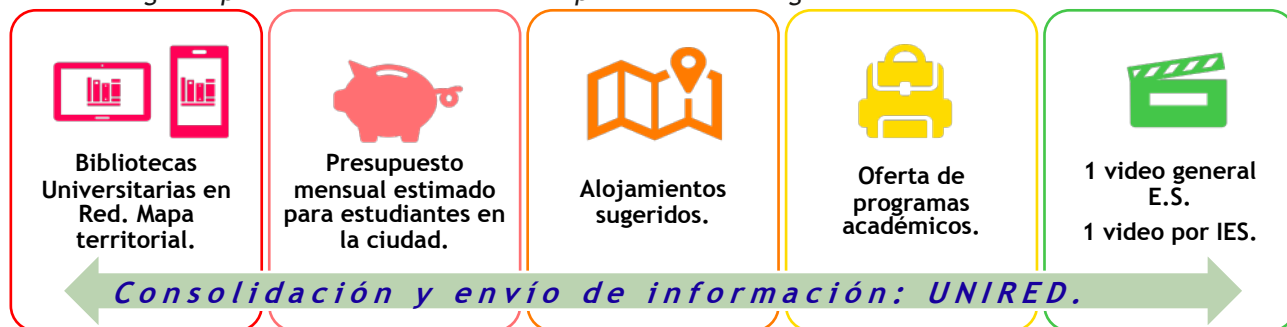 Bibliotecas
Universitarias en
Red. Mapa
territorial.
Presupuesto
mensual estimado
para estudiantes en
la ciudad.
Alojamientos
sugeridos.
Oferta de
programas
académicos.
1 video general
E.S.
1 video por IES.
Consolidación y envío de información: UNIRED.